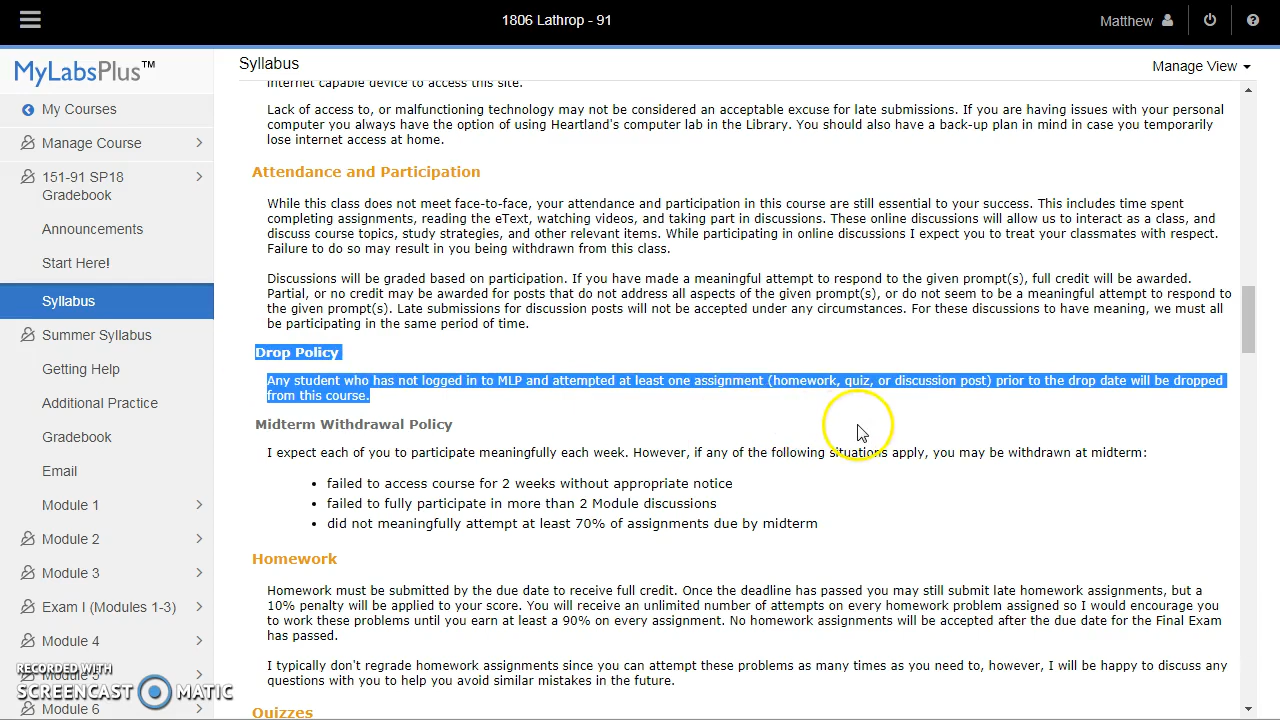 1806 Lathrop - 91
Matthew
MyLabsPlus™
My Courses
Manage Course
151-91 SP18
Gradebook
Announcements
Start Here!
Syllabus
Summer Syllabus
Getting Help
Additional Practice
Gradebook
Email
Module 1
Module 2
Module 3
Exam I (Modules 1-3)
Module 4
Module 5
Module 6
RECORDED WITH
SCREENCAST MATIC
Syllabus
Manage View
internet capable device to access this site.
Lack of access to, or malfunctioning technology may not be considered an acceptable excuse for late submissions. If you are having issues with your personal
computer you always have the option of using Heartland's computer lab in the Library. You should also have a back-up plan in mind in case you temporarily
lose internet access at home.
Attendance and Participation
While this class does not meet face-to-face, your attendance and participation in this course are still essential to your success. This includes time spent
completing assignments, reading the eText, watching videos, and taking part in discussions. These online discussions will allow us to interact as a class, and
discuss course topics, study strategies, and other relevant items. While participating in online discussions I expect you to treat your classmates with respect.
Failure to do so may result in you being withdrawn from this class.
Discussions will be graded based on participation. If you have made a meaningful attempt to respond to the given prompt(s), full credit will be awarded.
Partial, or no credit may be awarded for posts that do not address all aspects of the given prompt(s), or do not seem to be a meaningful attempt to respond to
the given prompt(s). Late submissions for discussion posts will not be accepted under any circumstances. For these discussions to have meaning, we must all
be participating in the same period of time.
Drop Policy
Any student who has not logged in to MLP and attempted at least one assignment (homework, quiz, or discussion post) prior to the drop date will be dropped
from this course.
Midterm Withdrawal Policy
I expect each of you to participate meaningfully each week. However, if any of the following situations apply, you may be withdrawn at midterm:
• failed to access course for 2 weeks without appropriate notice
• failed to fully participate in more than 2 Module discussions
• did not meaningfully attempt at least 70% of assignments due by midterm
Homework
Homework must be submitted by the due date to receive full credit. Once the deadline has passed you may still submit late homework assignments, but a
10% penalty will be applied to your score. You will receive an unlimited number of attempts on every homework problem assigned so I would encourage you
to work these problems until you earn at least a 90% on every assignment. No homework assignments will be accepted after the due date for the Final Exam
has passed.
I typically don't regrade homework assignments since you can attempt these problems as many times as you need to, however, I will be happy to discuss any
questions with you to help you avoid similar mistakes in the future.
Quizzes